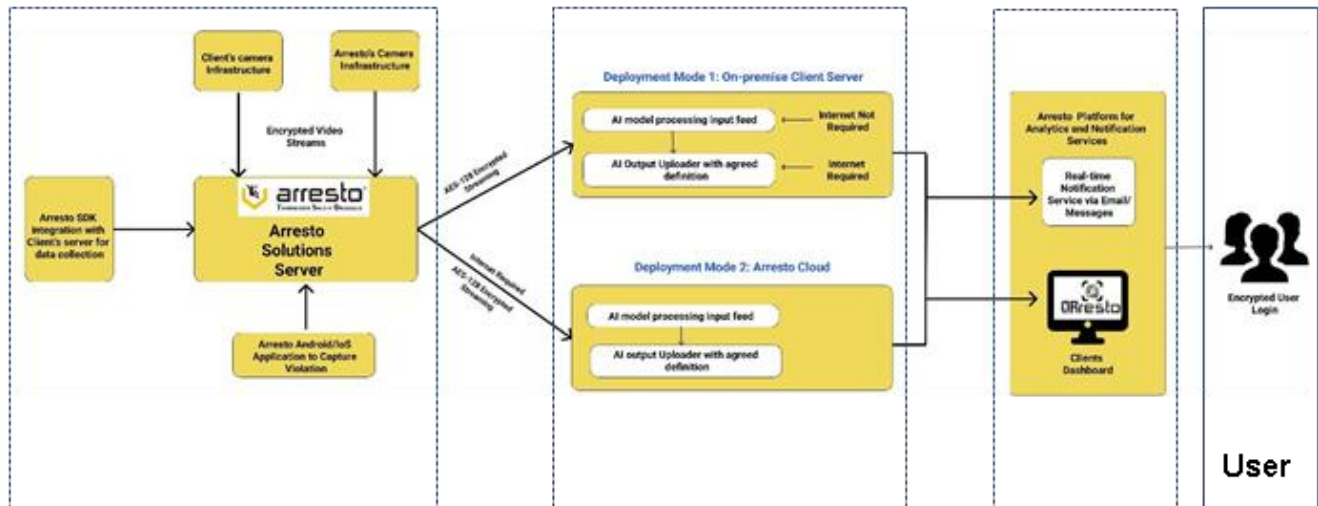 Client's camera
Infrastructure
Arresto's Camera
Insfrastructure
Encrypted Video
Streams
Arresto SDK
Integration with
Client's server for
data collection
arresto
Arresto
Solutions
Server
Arresto Android/IoS
Application to Capture
Violation
AES-128 Encrypted
Streaming
Internet Required
AES-128 Encrypted
Streaming
Deployment Mode 1: On-premise Client Server
AI model processing input feed
Internet Not
Required
AI Output Uploader with agreed
definition
Internet
Required
Deployment Mode 2: Arresto Cloud
AI model processing input feed
AI output Uploader with agreed
definition
Arresto Platform for
Analytics and Notification
Services
Real-time
Notification
Service via Email/
Messages
Clients
Dashboard
Encrypted User
Login
User